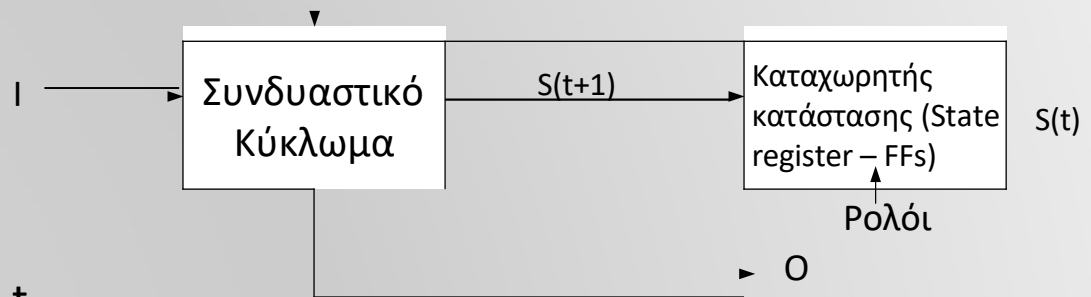 I
Συνδυαστικό
Κύκλωμα
S(t+1)
Καταχωρητής
κατάστασης (State
register – FFs)
S(t)
Ρολόι
O
t